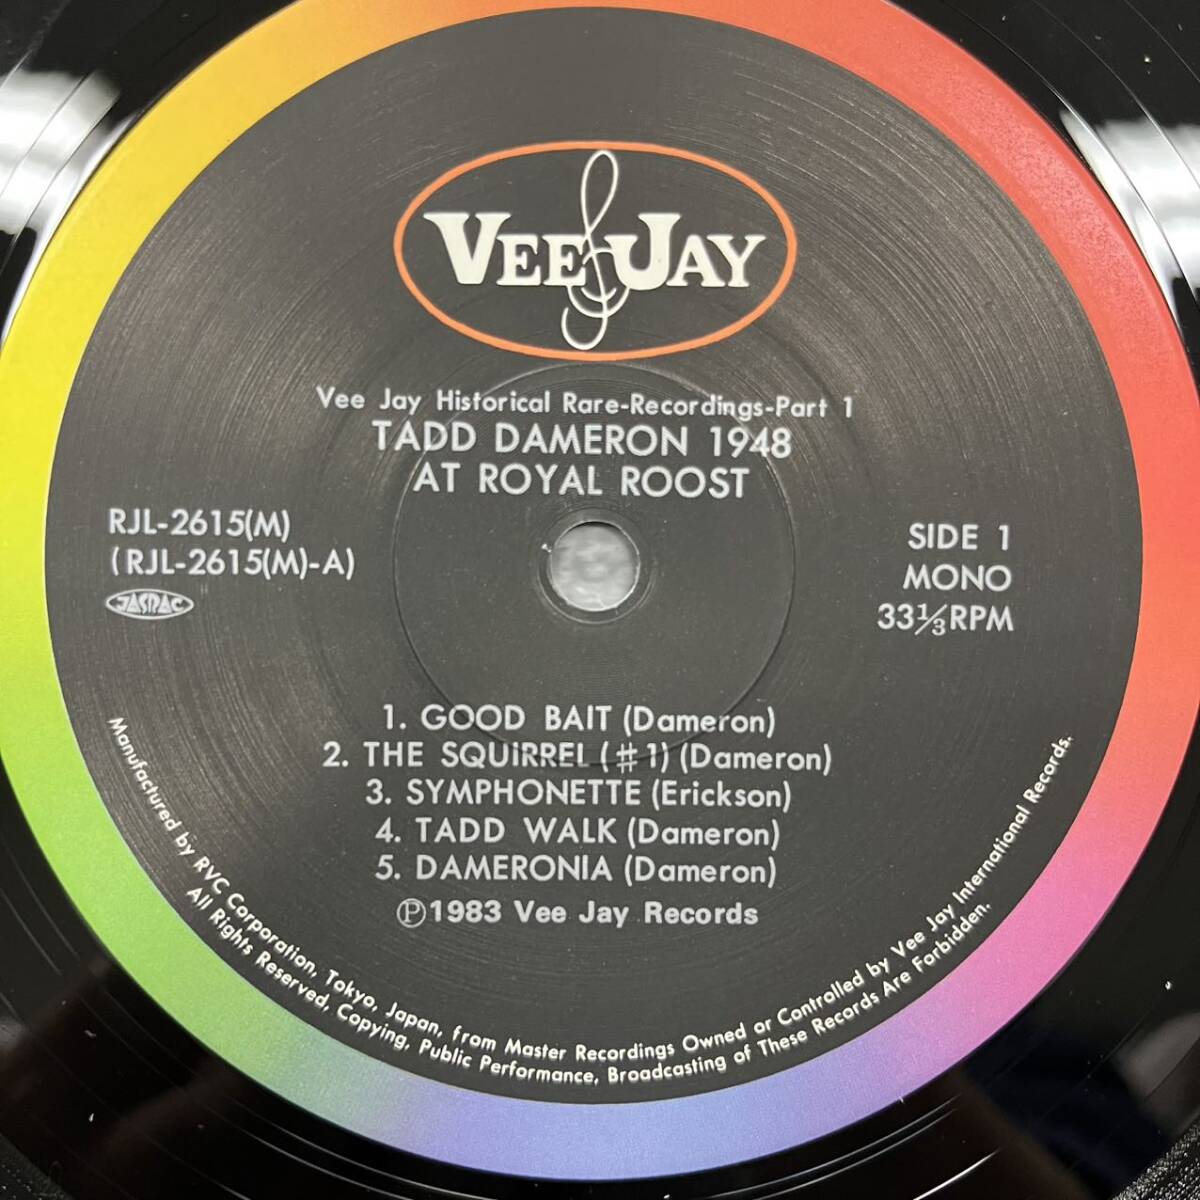 VEE JAY
Vee Jay Historical Rare-Recordings-Part 1
TADD DAMERON 1948
AT ROYAL ROOST
RJL-2615(M)
(RJL-2615(M)-A)
JASRAC
SIDE 1
MONO
33⅓RPM
1. GOOD BAIT (Dameron)
2. THE SQUIRREL (#1) (Dameron)
3. SYMPHONETTE (Erickson)
4. TADD WALK (Dameron)
5. DAMERONIA (Dameron)
Ⓟ1983 Vee Jay Records
Manufactured by RVC Corporation, Tokyo, Japan, from Master Recordings Owned or Controlled by Vee Jay International Records.
All Rights Reserved, Copying, Public Performance, Broadcasting of These Records Are Forbidden.